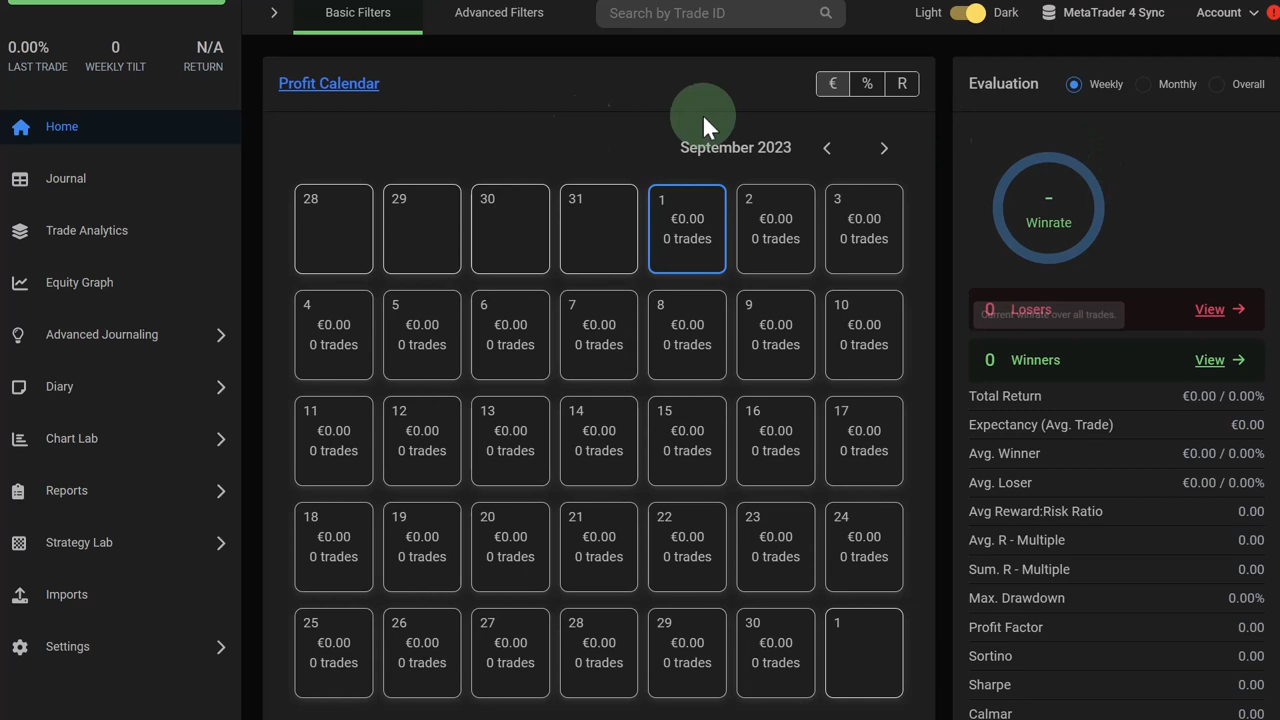 Basic Filters
Advanced Filters
Search by Trade ID
Light
Dark
MetaTrader 4 Sync
Account
0.00%
0
N/A
LAST TRADE
WEEKLY TILT
RETURN
Home
Journal
Trade Analytics
Equity Graph
Advanced Journaling
Diary
Chart Lab
Reports
Strategy Lab
Imports
Settings
Profit Calendar
€ % R
September 2023
28 29 30 31 1 2 3
€0.00 €0.00 €0.00
0 trades 0 trades 0 trades
4 5 6 7 8 9 10
€0.00 €0.00 €0.00 €0.00 €0.00 €0.00 €0.00
0 trades 0 trades 0 trades 0 trades 0 trades 0 trades 0 trades
11 12 13 14 15 16 17
€0.00 €0.00 €0.00 €0.00 €0.00 €0.00 €0.00
0 trades 0 trades 0 trades 0 trades 0 trades 0 trades 0 trades
18 19 20 21 22 23 24
€0.00 €0.00 €0.00 €0.00 €0.00 €0.00 €0.00
0 trades 0 trades 0 trades 0 trades 0 trades 0 trades 0 trades
25 26 27 28 29 30 1
€0.00 €0.00 €0.00 €0.00 €0.00 €0.00
0 trades 0 trades 0 trades 0 trades 0 trades 0 trades
Evaluation
Weekly Monthly Overall
-
Winrate
0 Losers View
Current winrate over all trades.
0 Winners View
Total Return €0.00 / 0.00%
Expectancy (Avg. Trade) €0.00
Avg. Winner €0.00 / 0.00%
Avg. Loser €0.00 / 0.00%
Avg Reward:Risk Ratio 0.00
Avg. R - Multiple 0.00
Sum. R - Multiple 0.00
Max. Drawdown 0.00%
Profit Factor 0.00
Sortino 0.00
Sharpe 0.00
Calmar 0.00